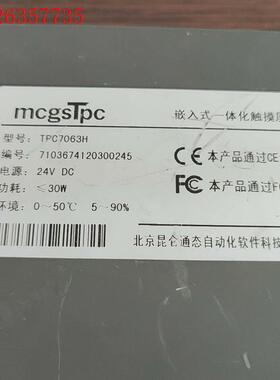 26357735
mcgsTpc 嵌入式一体化触摸
型号: TPC7063H
编号: 7103674120300245
电源: 24V DC
功耗: ≤30W
环境: 0~50℃ 5~90%
CE 本产品通过CE
FC 本产品通过F
北京昆仑通态自动化软件科技